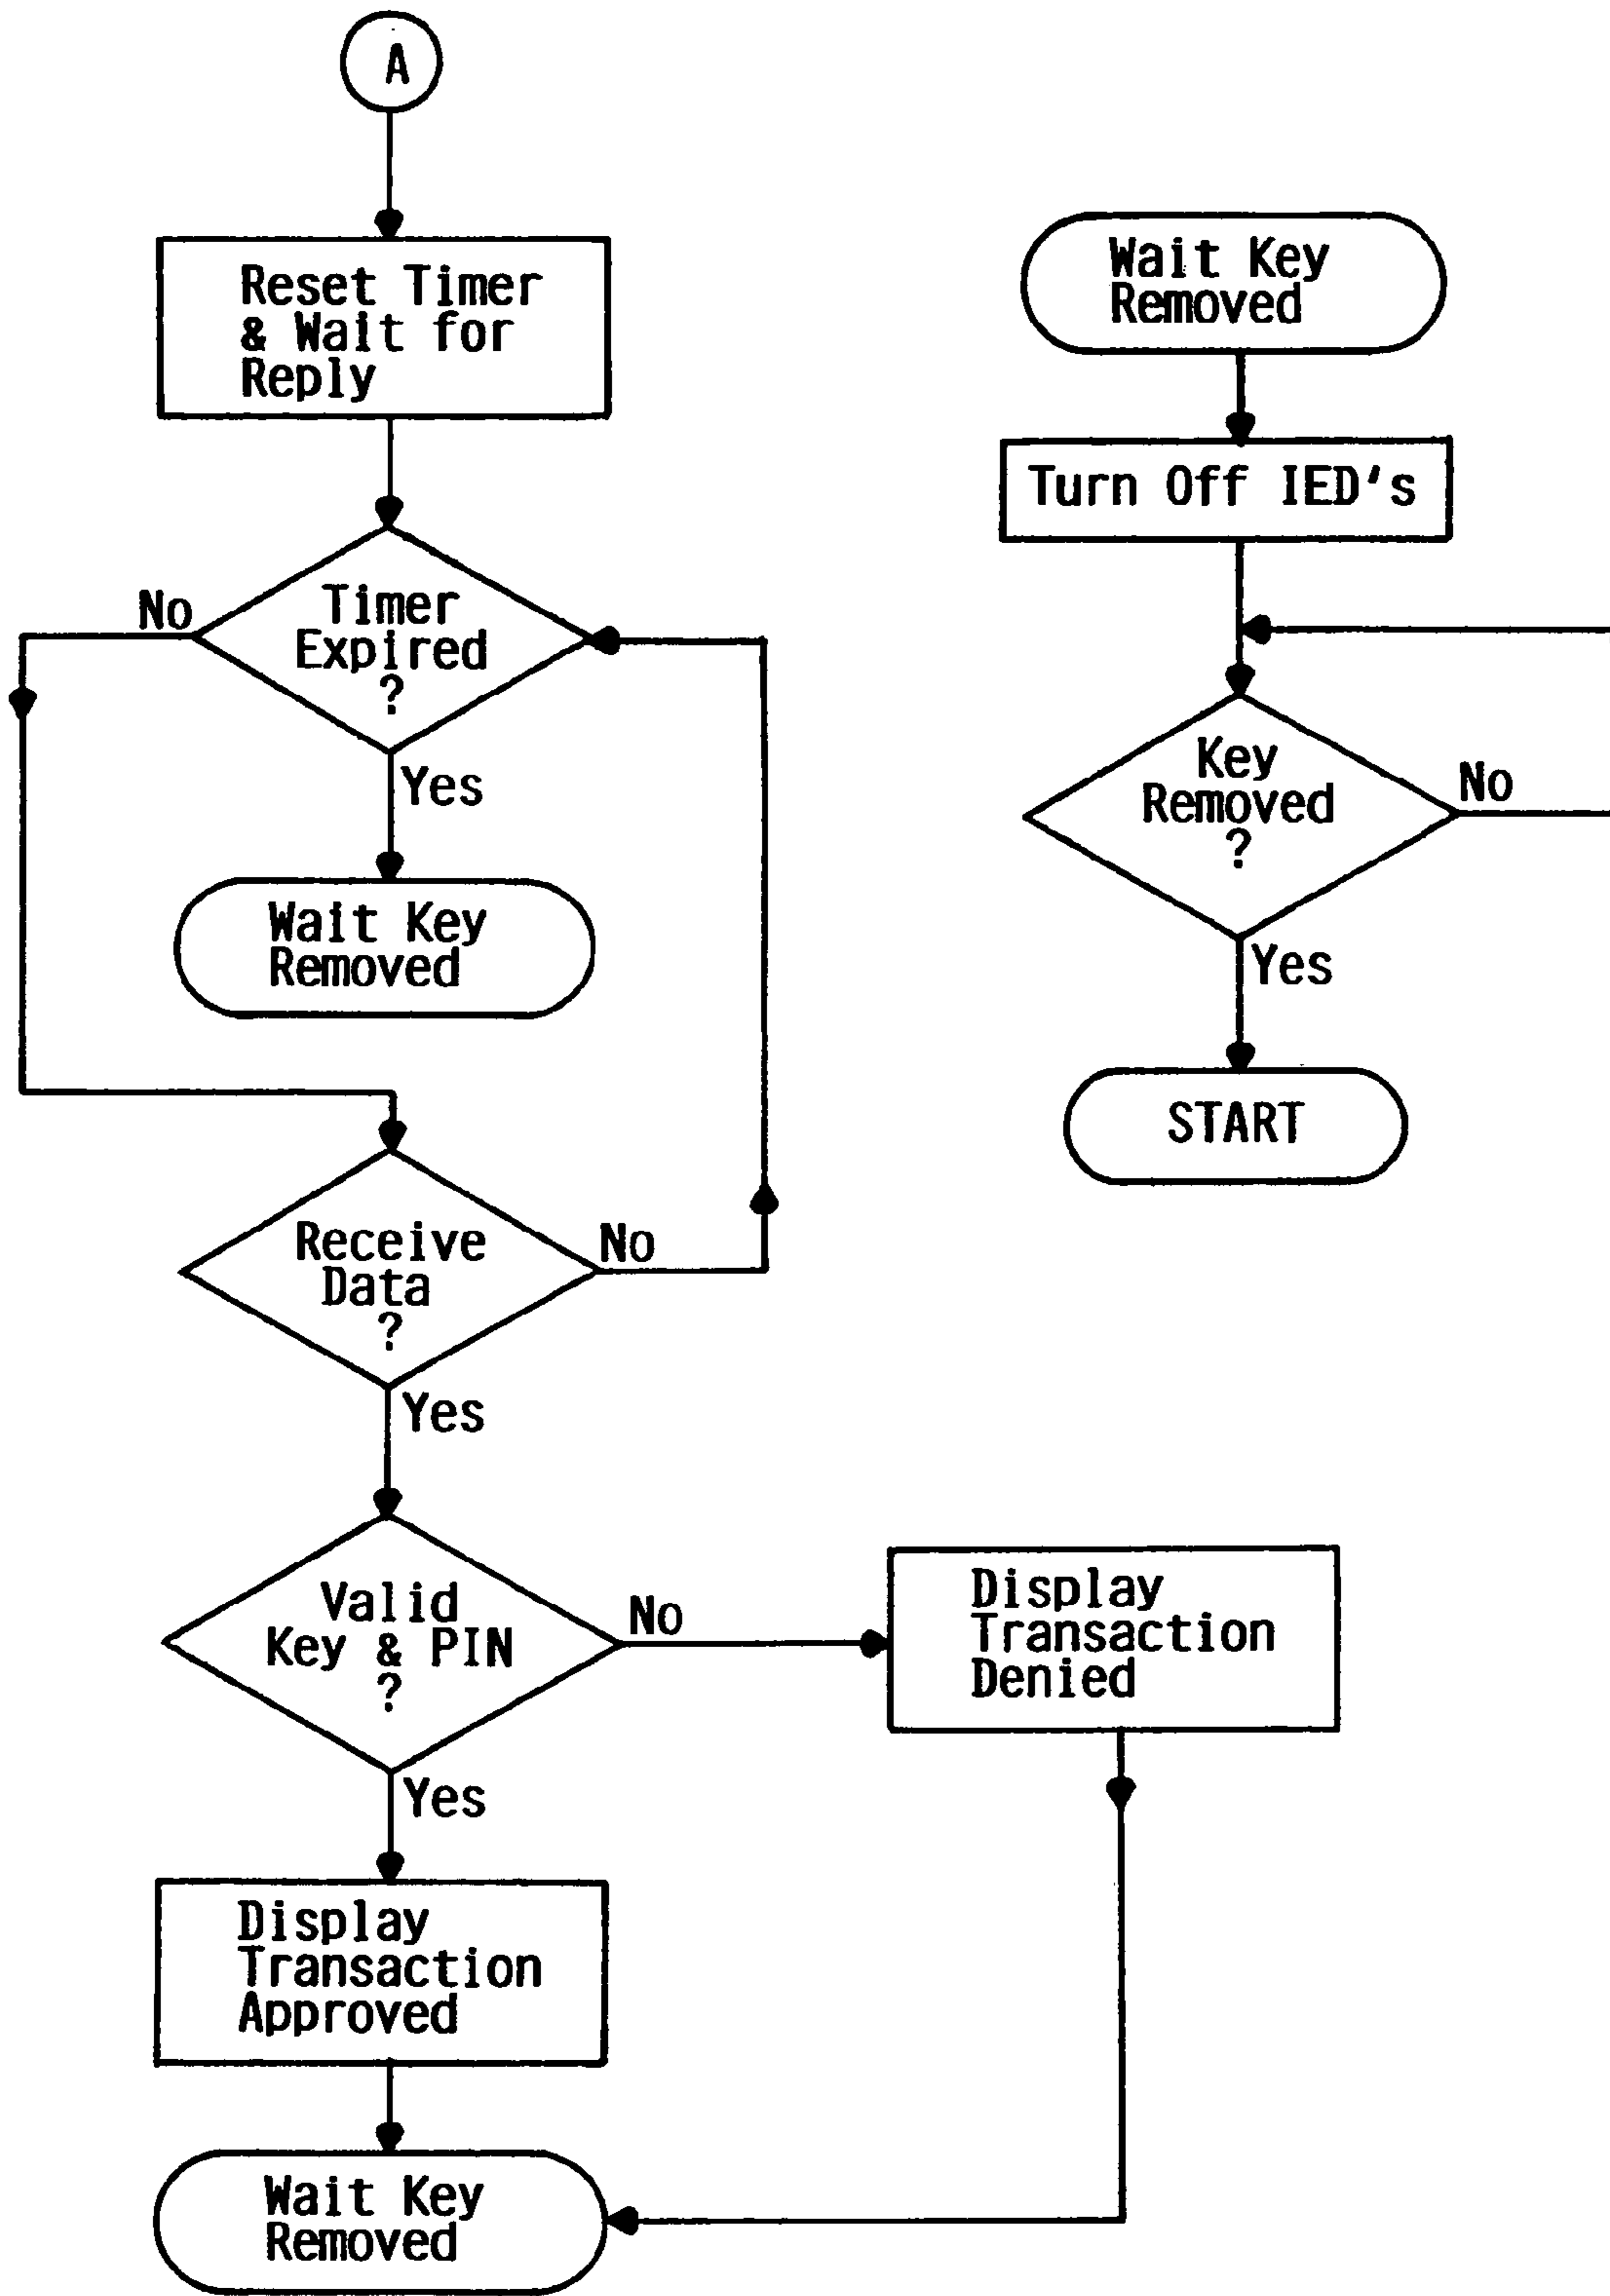 A
Reset Timer
& Wait for
Reply
Timer
Expired
?
No
Yes
Wait Key
Removed
Receive
Data
?
No
Yes
Valid
Key & PIN
?
No
Yes
Display
Transaction
Denied
Display
Transaction
Approved
Wait Key
Removed
Wait Key
Removed
Turn Off IED's
Key
Removed
?
No
Yes
START